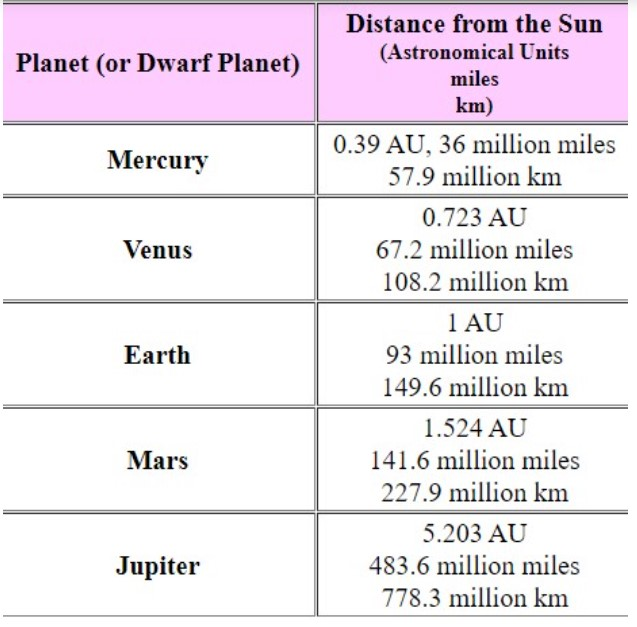 Planet (or Dwarf Planet)
Distance from the Sun
(Astronomical Units
miles
km)
Mercury
0.39 AU, 36 million miles
57.9 million km
Venus
0.723 AU
67.2 million miles
108.2 million km
Earth
1 AU
93 million miles
149.6 million km
Mars
1.524 AU
141.6 million miles
227.9 million km
Jupiter
5.203 AU
483.6 million miles
778.3 million km